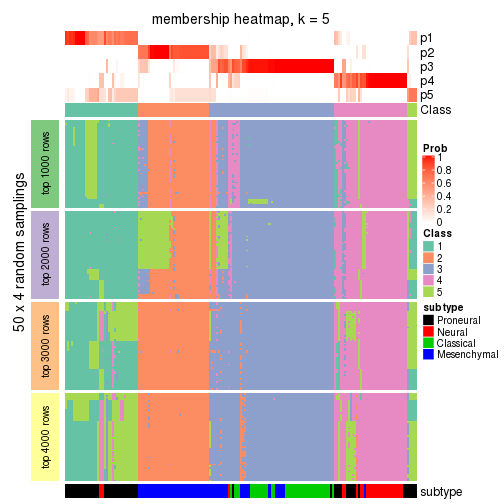 membership heatmap, k = 5
p1
p2
p3
p4
p5
Class
50 x 4 random samplings
top 1000 rows
top 2000 rows
top 3000 rows
top 4000 rows
Prob
1
0.8
0.6
0.4
0.2
0
Class
1
2
3
4
5
subtype
Proneural
Neural
Classical
Mesenchymal
subtype